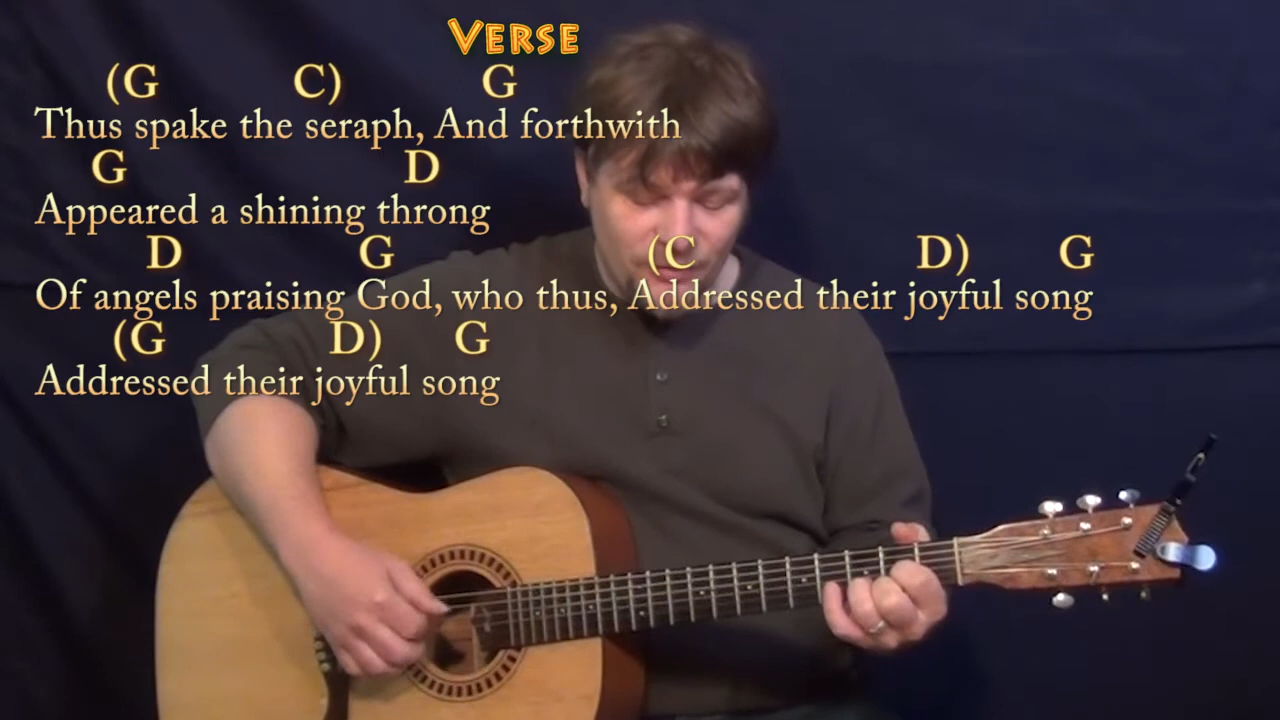 VERSE
(G C) G
Thus spake the seraph, And forthwith
G D
Appeared a shining throng
D G (C D) G
Of angels praising God, who thus, Addressed their joyful song
(G D) G
Addressed their joyful song